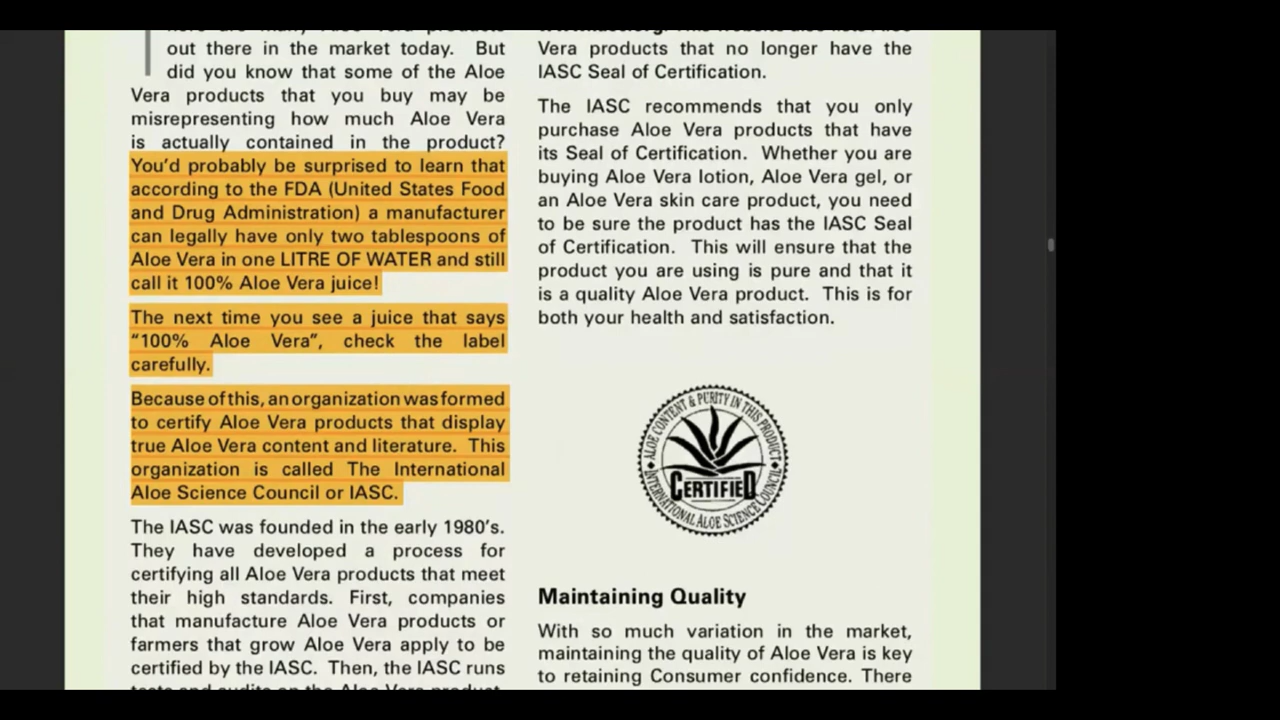 out there in the market today. But
did you know that some of the Aloe
Vera products that you buy may be
misrepresenting how much Aloe Vera
is actually contained in the product?
You'd probably be surprised to learn that
according to the FDA (United States Food
and Drug Administration) a manufacturer
can legally have only two tablespoons of
Aloe Vera in one LITRE OF WATER and still
call it 100% Aloe Vera juice!
The next time you see a juice that says
“100% Aloe Vera”, check the label
carefully.
Because of this, an organization was formed
to certify Aloe Vera products that display
true Aloe Vera content and literature. This
organization is called The International
Aloe Science Council or IASC.
The IASC was founded in the early 1980's.
They have developed a process for
certifying all Aloe Vera products that meet
their high standards. First, companies
that manufacture Aloe Vera products or
farmers that grow Aloe Vera apply to be
certified by the IASC. Then, the IASC runs
Vera products that no longer have the
IASC Seal of Certification.
The IASC recommends that you only
purchase Aloe Vera products that have
its Seal of Certification. Whether you are
buying Aloe Vera lotion, Aloe Vera gel, or
an Aloe Vera skin care product, you need
to be sure the product has the IASC Seal
of Certification. This will ensure that the
product you are using is pure and that it
is a quality Aloe Vera product. This is for
both your health and satisfaction.
ALOE CONTENT & PURITY IN THIS PRODUCT
CERTIFIED
INTERNATIONAL ALOE SCIENCE COUNCIL
Maintaining Quality
With so much variation in the market,
maintaining the quality of Aloe Vera is key
to retaining Consumer confidence. There